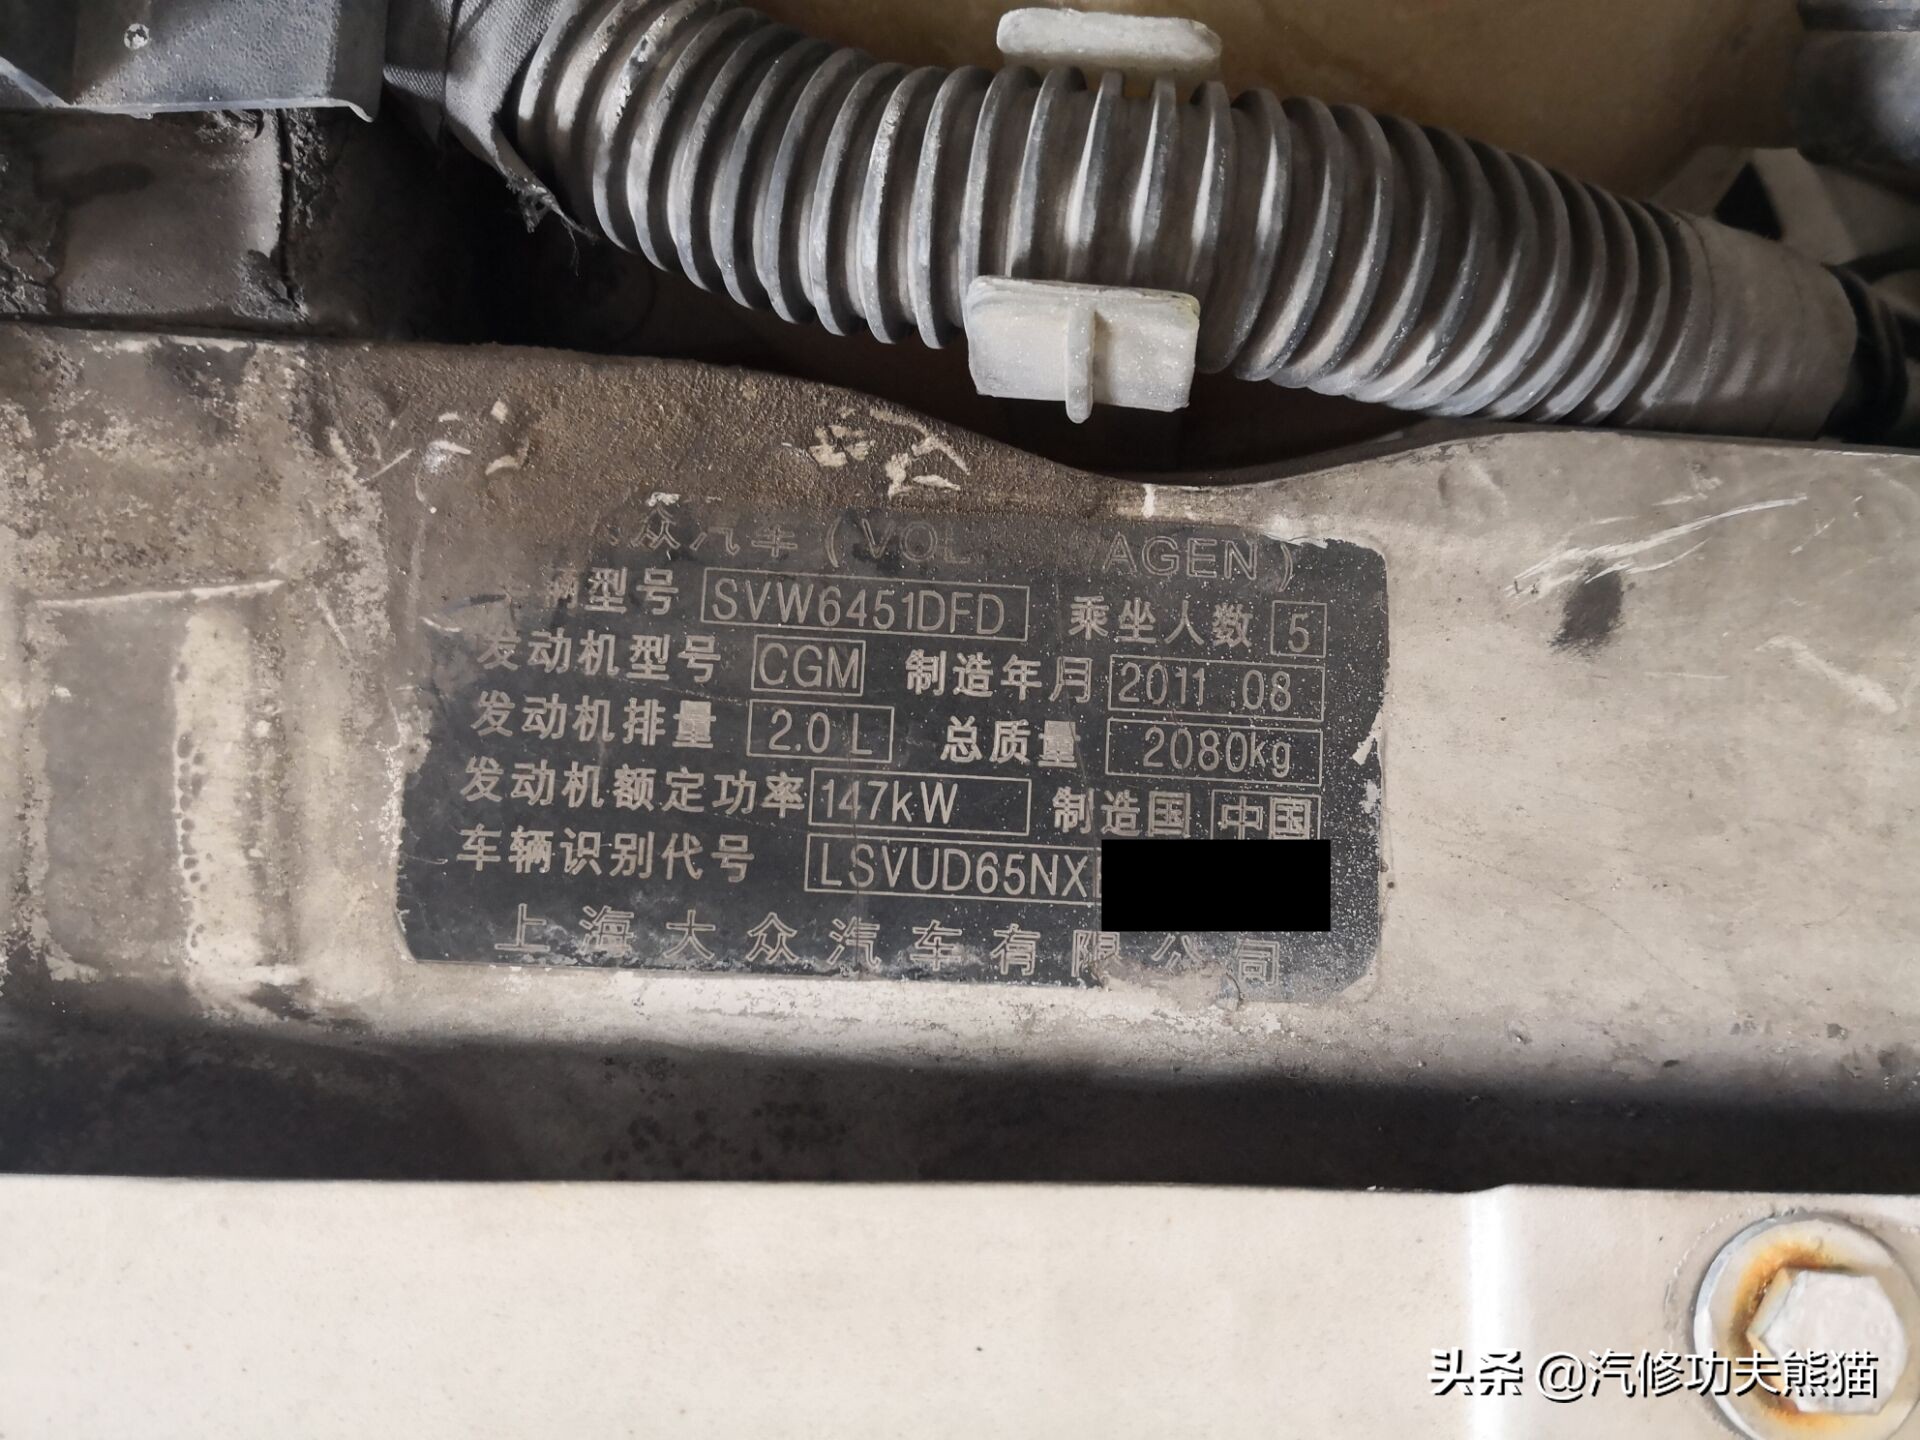 众汽车(VOL AGEN)
辆型号 SVW6451DFD 乘坐人数 5
发动机型号 CGM 制造年月 2011 08
发动机排量 2.0 L 总质量 2080kg
发动机额定功率 147kW 制造国 中国
车辆识别代号 LSVUD65NX
上海大众汽车有限公司
头条 @汽修功夫熊猫